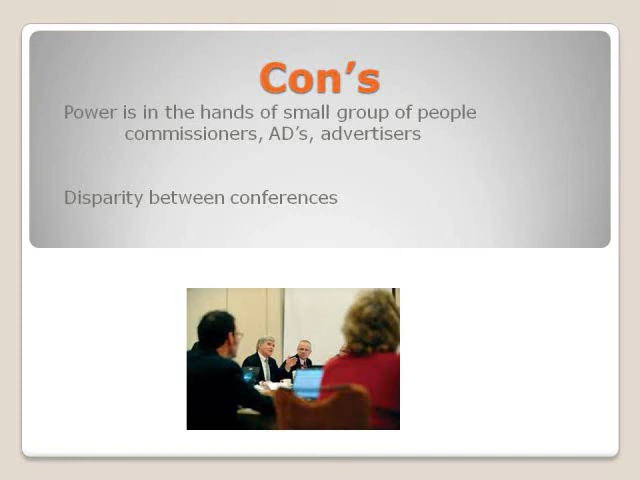 Con’s
Power is in the hands of small group of people
commissioners, AD’s, advertisers
Disparity between conferences